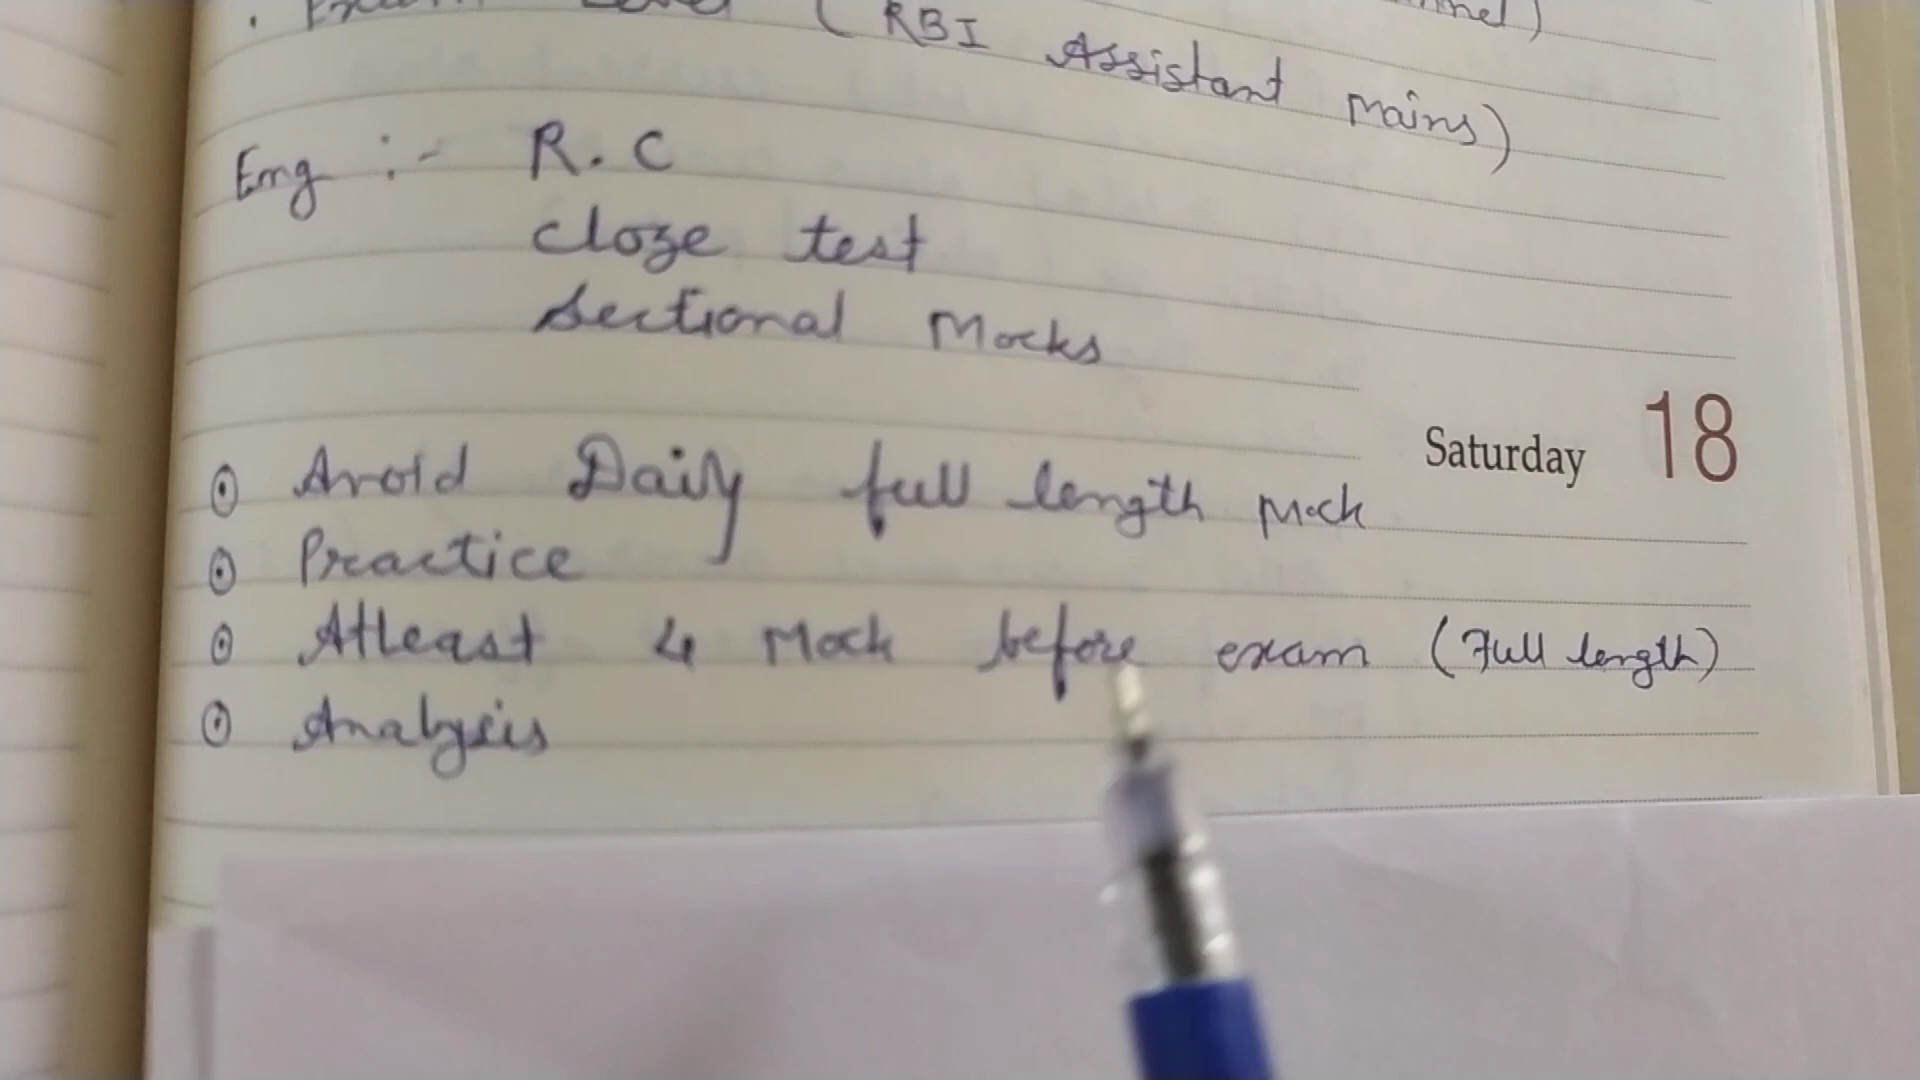 (RBI Assistant Mains)
Eng :- R.C
Cloze test
Sectional Mocks
Saturday 18
Avoid Daily full length Mock
Practice
Atleast 4 Mock before exam (Full length)
Analysis